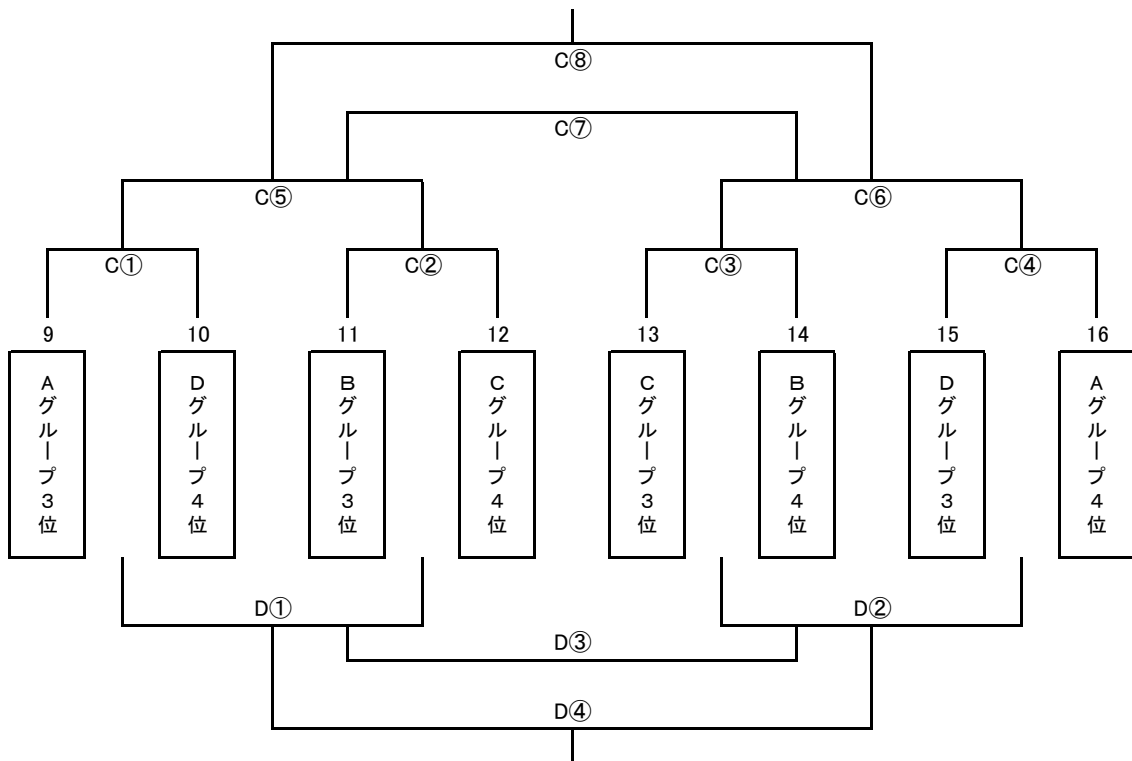 C⑧
C⑦
C⑤
C⑥
C①
C②
C③
C④
9
10
11
12
13
14
15
16
Aグループ3位
Dグループ4位
Bグループ3位
Cグループ4位
Cグループ3位
Bグループ4位
Dグループ3位
Aグループ4位
D①
D②
D③
D④